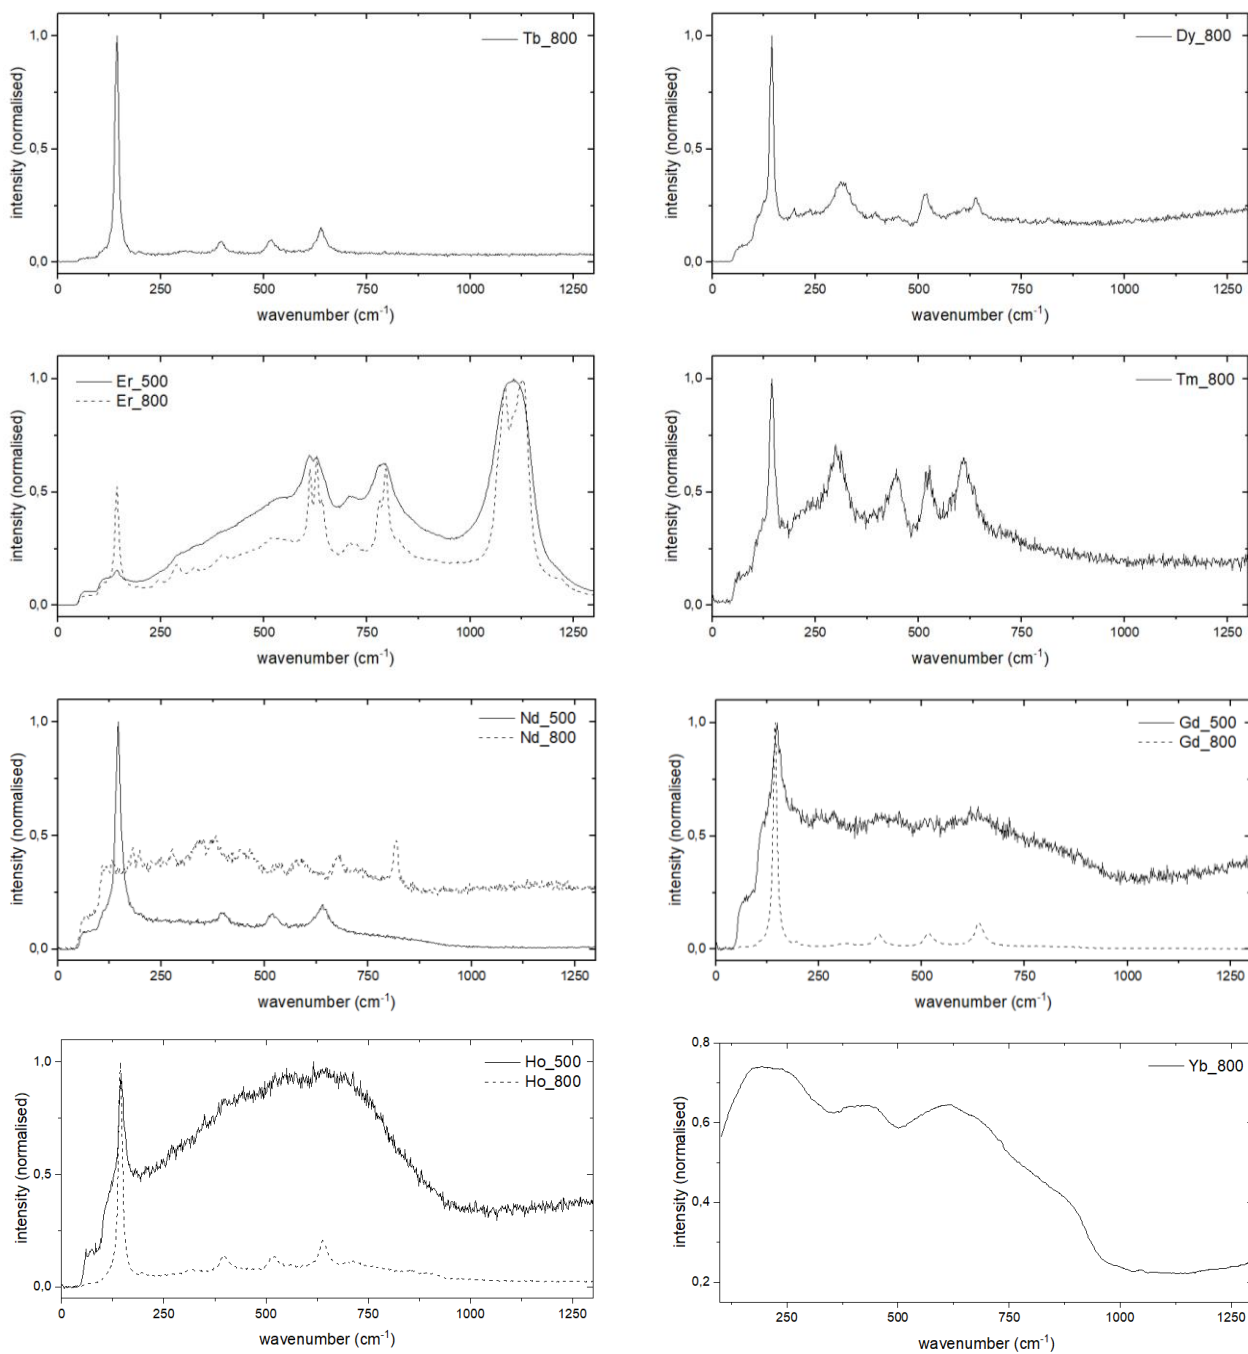 Tb_800
1,0
0,5
0,0
intensity (normalised)
0 250 500 750 1000 1250
wavenumber (cm-1)
Dy_800
1,0
0,5
0,0
intensity (normalised)
0 250 500 750 1000 1250
wavenumber (cm-1)
Er_500
Er_800
1,0
0,5
0,0
intensity (normalised)
0 250 500 750 1000 1250
wavenumber (cm-1)
Tm_800
1,0
0,5
0,0
intensity (normalised)
0 250 500 750 1000 1250
wavenumber (cm-1)
Nd_500
Nd_800
1,0
0,5
0,0
intensity (normalised)
0 250 500 750 1000 1250
wavenumber (cm-1)
Gd_500
Gd_800
1,0
0,5
0,0
intensity (normalised)
0 250 500 750 1000 1250
wavenumber (cm-1)
Ho_500
Ho_800
1,0
0,5
0,0
intensity (normalised)
0 250 500 750 1000 1250
wavenumber (cm-1)
Yb_800
0,8
0,6
0,4
0,2
intensity (normalised)
250 500 750 1000 1250
wavenumber (cm-1)